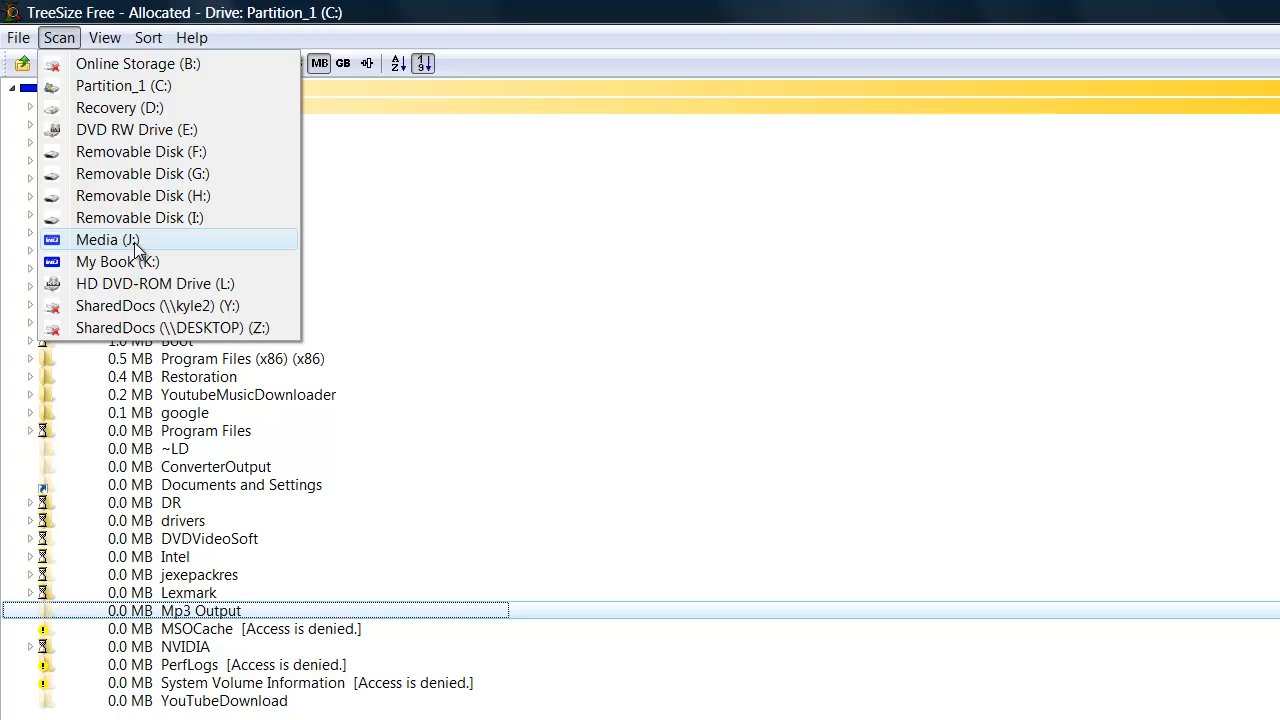 TreeSize Free - Allocated - Drive: Partition_1 (C:)
File Scan View Sort Help
MB GB
Online Storage (B:)
Partition_1 (C:)
Recovery (D:)
DVD RW Drive (E:)
Removable Disk (F:)
Removable Disk (G:)
Removable Disk (H:)
Removable Disk (I:)
Media (J:)
My Book (K:)
HD DVD-ROM Drive (L:)
SharedDocs (\\kyle2) (Y:)
SharedDocs (\\DESKTOP) (Z:)
1.0 MB Boot
0.5 MB Program Files (x86) (x86)
0.4 MB Restoration
0.2 MB YoutubeMusicDownloader
0.1 MB google
0.0 MB Program Files
0.0 MB ~LD
0.0 MB ConverterOutput
0.0 MB Documents and Settings
0.0 MB DR
0.0 MB drivers
0.0 MB DVDVideoSoft
0.0 MB Intel
0.0 MB jexepackres
0.0 MB Lexmark
0.0 MB Mp3 Output
0.0 MB MSOCache [Access is denied.]
0.0 MB NVIDIA
0.0 MB PerfLogs [Access is denied.]
0.0 MB System Volume Information [Access is denied.]
0.0 MB YouTubeDownload